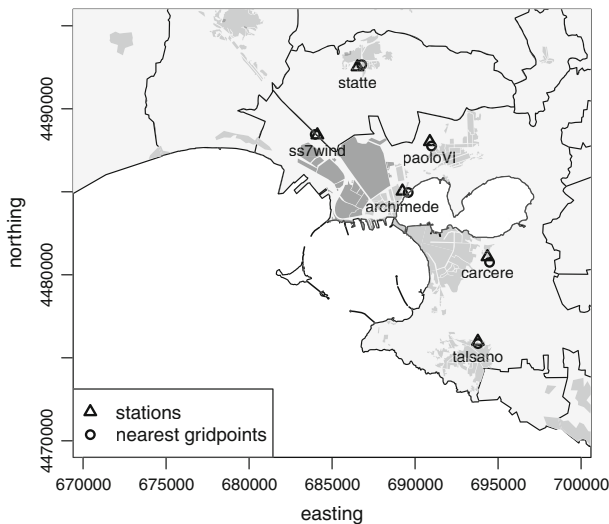 4490000
statte
ss7wind
paoloVI
archimede
northing
4480000
carcere
talsano
stations
nearest gridpoints
4470000
670000 675000 680000 685000 690000 695000 700000
easting